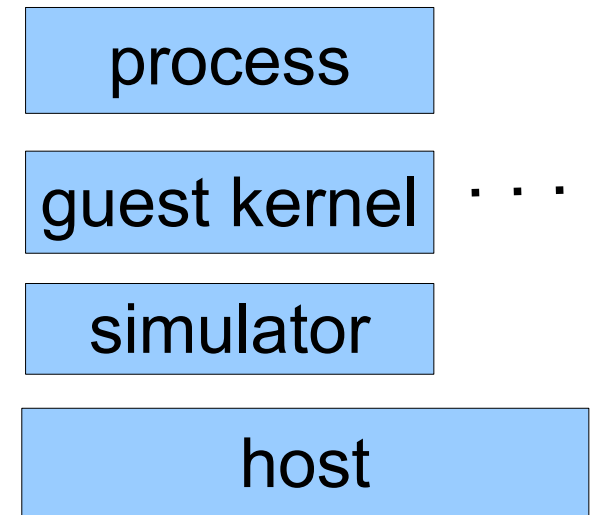 process
guest kernel . . .
simulator
host